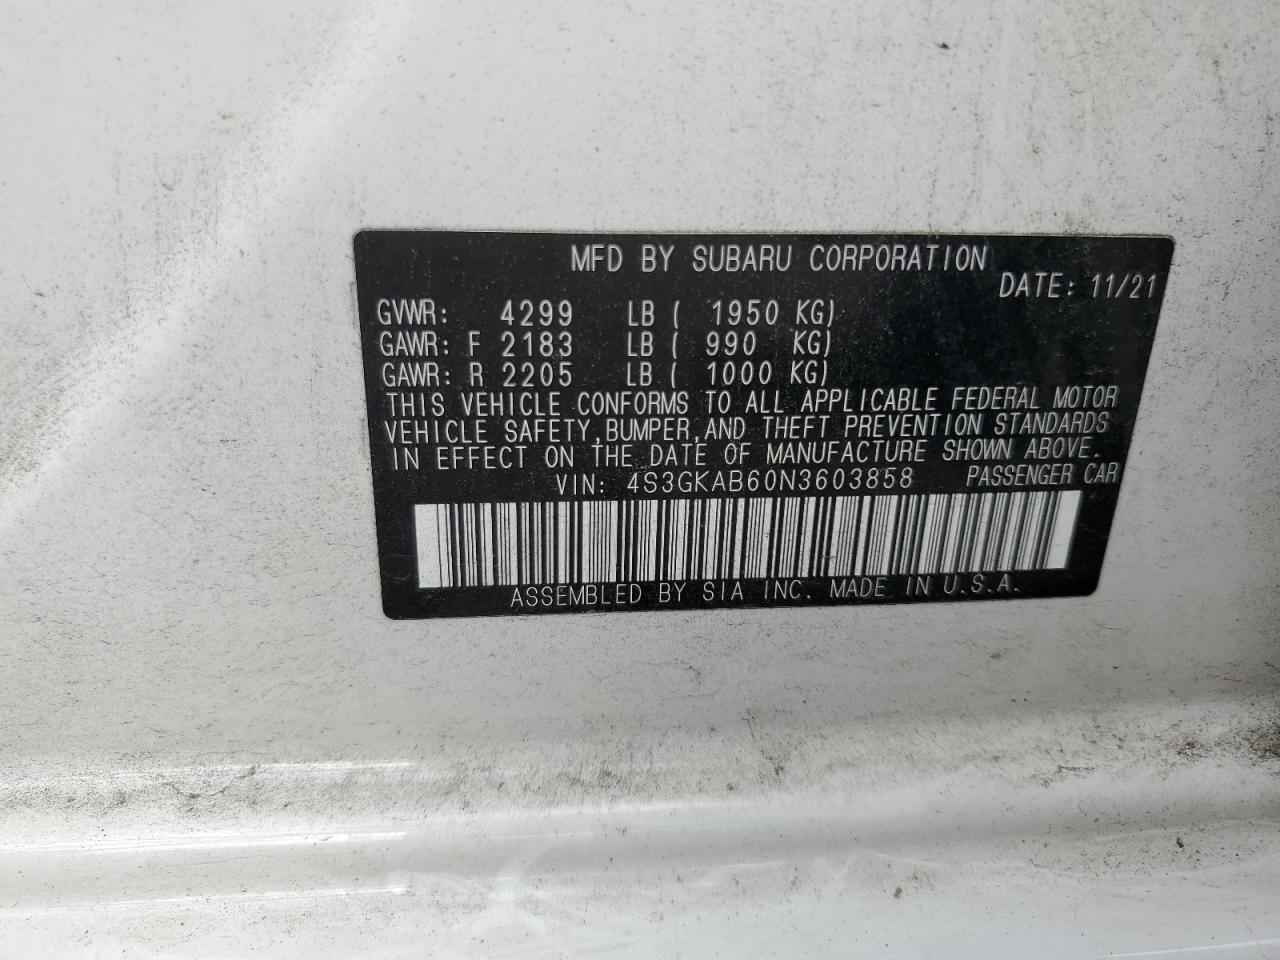 MFD BY SUBARU CORPORATION
DATE: 11/21
GVWR: 4299 LB ( 1950 KG)
GAWR: F 2183 LB ( 990 KG)
GAWR: R 2205 LB ( 1000 KG)
THIS VEHICLE CONFORMS TO ALL APPLICABLE FEDERAL MOTOR
VEHICLE SAFETY, BUMPER, AND THEFT PREVENTION STANDARDS
IN EFFECT ON THE DATE OF MANUFACTURE SHOWN ABOVE.
VIN: 4S3GKAB60N3603858 PASSENGER CAR
ASSEMBLED BY SIA INC. MADE IN U.S.A.